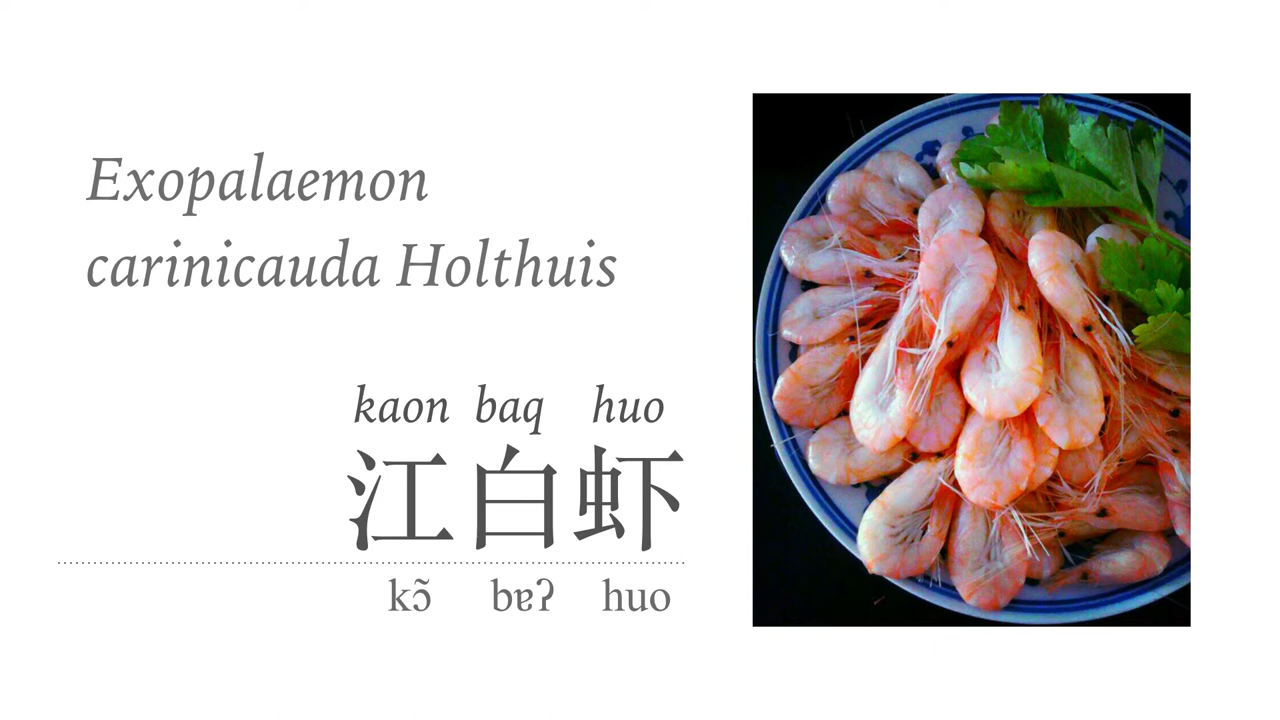 Exopalaemon
carinicauda Holthuis
kaon baq huo
江白虾
kɔ̃ bɐʔ huo